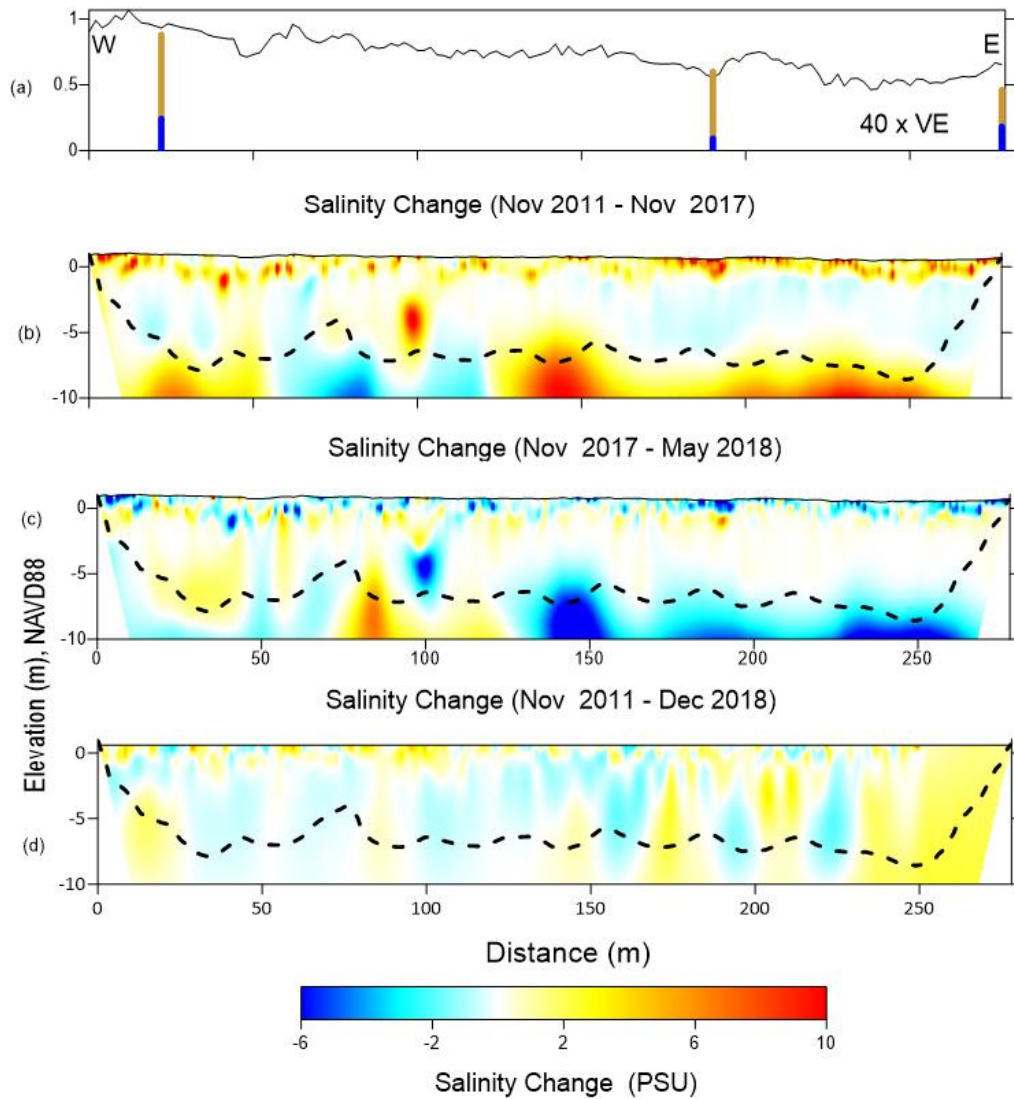 1
W
E
(a)
0.5
40 x VE
0
Salinity Change (Nov 2011 - Nov 2017)
0
(b)
-5
-10
Salinity Change (Nov 2017 - May 2018)
0
(c)
-5
-10
0 50 100 150 200 250
Elevation (m), NAVD88
Salinity Change (Nov 2011 - Dec 2018)
0
-5
(d)
-10
0 50 100 150 200 250
Distance (m)
-6 -2 2 6 10
Salinity Change (PSU)